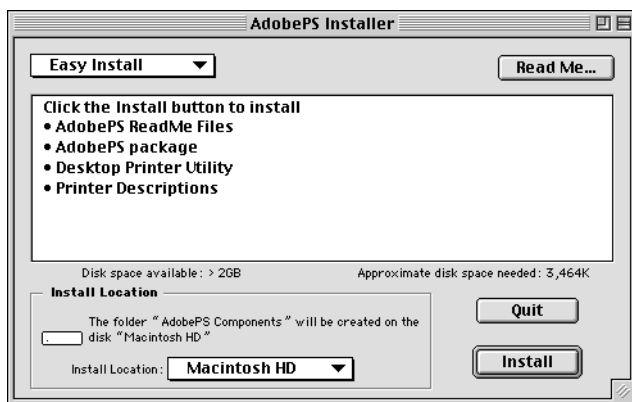 AdobePS Installer
Easy Install
Read Me...
Click the Install button to install
• AdobePS ReadMe Files
• AdobePS package
• Desktop Printer Utility
• Printer Descriptions
Disk space available: > 2GB
Approximate disk space needed: 3,464K
Install Location
The folder "AdobePS Components" will be created on the
disk "Macintosh HD"
Install Location:
Macintosh HD
Quit
Install